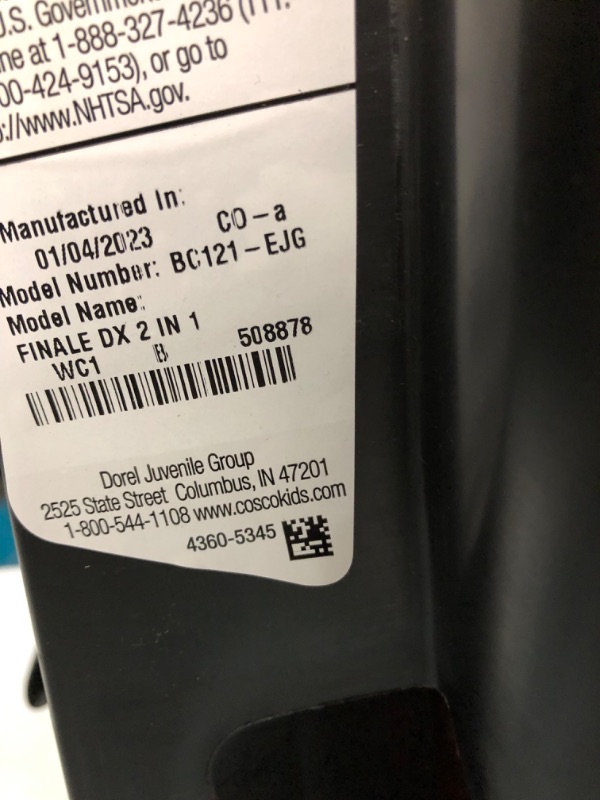 U.S. Government
ne at 1-888-327-4236 (TTY:
00-424-9153), or go to
://www.NHTSA.gov.
Manufactured In:
01/04/2023 CO-a
Model Number: BC121-EJG
Model Name:
FINALE DX 2 IN 1
WC1 B 508878
Dorel Juvenile Group
2525 State Street Columbus, IN 47201
1-800-544-1108 www.coscokids.com
4360-5345